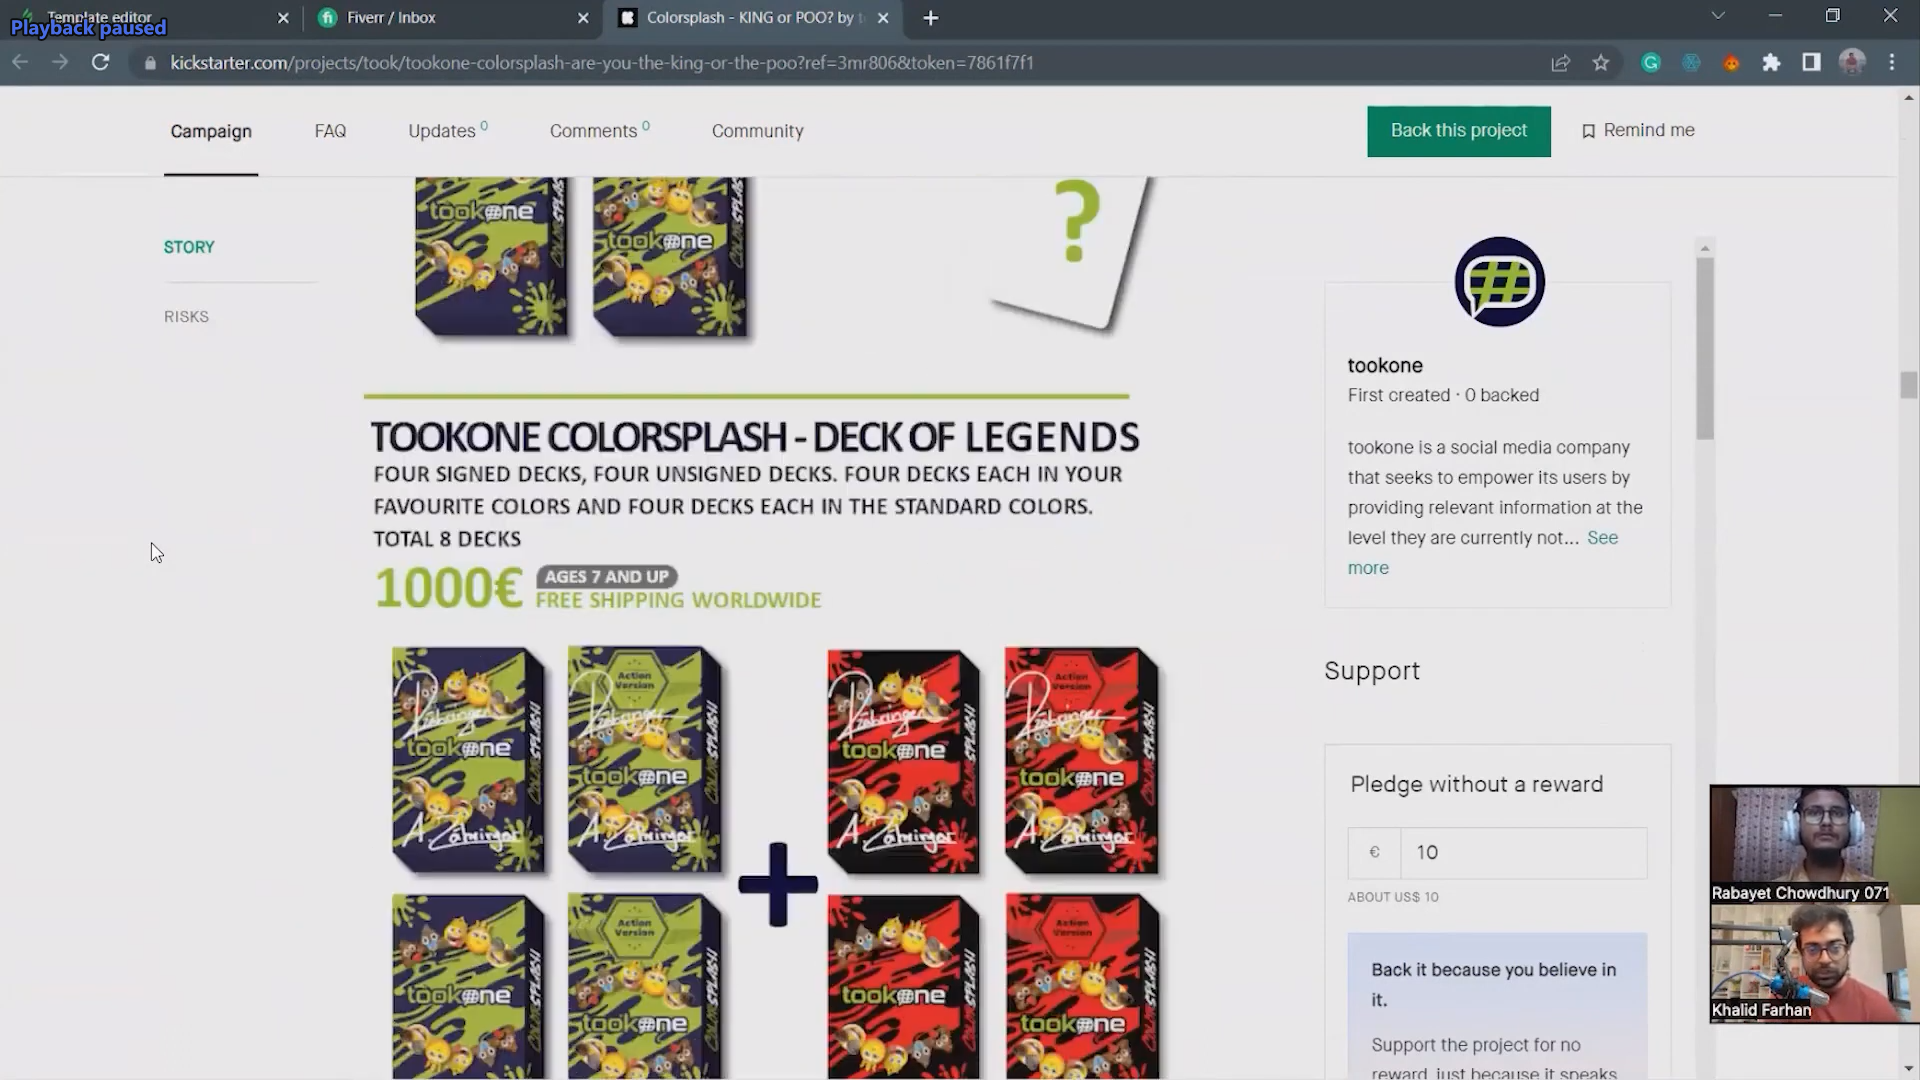 Template editor
Fiverr / Inbox
Colorsplash - KING or POO? by t
Playback paused
kickstarter.com/projects/took/tookone-colorsplash-are-you-the-king-or-the-poo?ref=3mr806&token=7861f7f1
Campaign
FAQ
Updates 0
Comments 0
Community
Back this project
Remind me
STORY
RISKS
tookone
tookone
COLORSPLASH
?
tookone
First created · 0 backed
tookone is a social media company
that seeks to empower its users by
providing relevant information at the
level they are currently not... See
more
TOOKONE COLORSPLASH - DECK OF LEGENDS
FOUR SIGNED DECKS, FOUR UNSIGNED DECKS. FOUR DECKS EACH IN YOUR
FAVOURITE COLORS AND FOUR DECKS EACH IN THE STANDARD COLORS.
TOTAL 8 DECKS
1000€
AGES 7 AND UP
FREE SHIPPING WORLDWIDE
Action
Version
Action
Version
tookone
tookone
tookone
tookone
COLORSPLASH
COLORSPLASH
COLORSPLASH
COLORSPLASH
Action
Version
Action
Version
tookone
tookone
tookone
tookone
COLORSPLASH
COLORSPLASH
COLORSPLASH
COLORSPLASH
Support
Pledge without a reward
€
10
ABOUT US$ 10
Back it because you believe in
it.
Support the project for no
reward, just because it speaks
Rabayet Chowdhury 071
Khalid Farhan